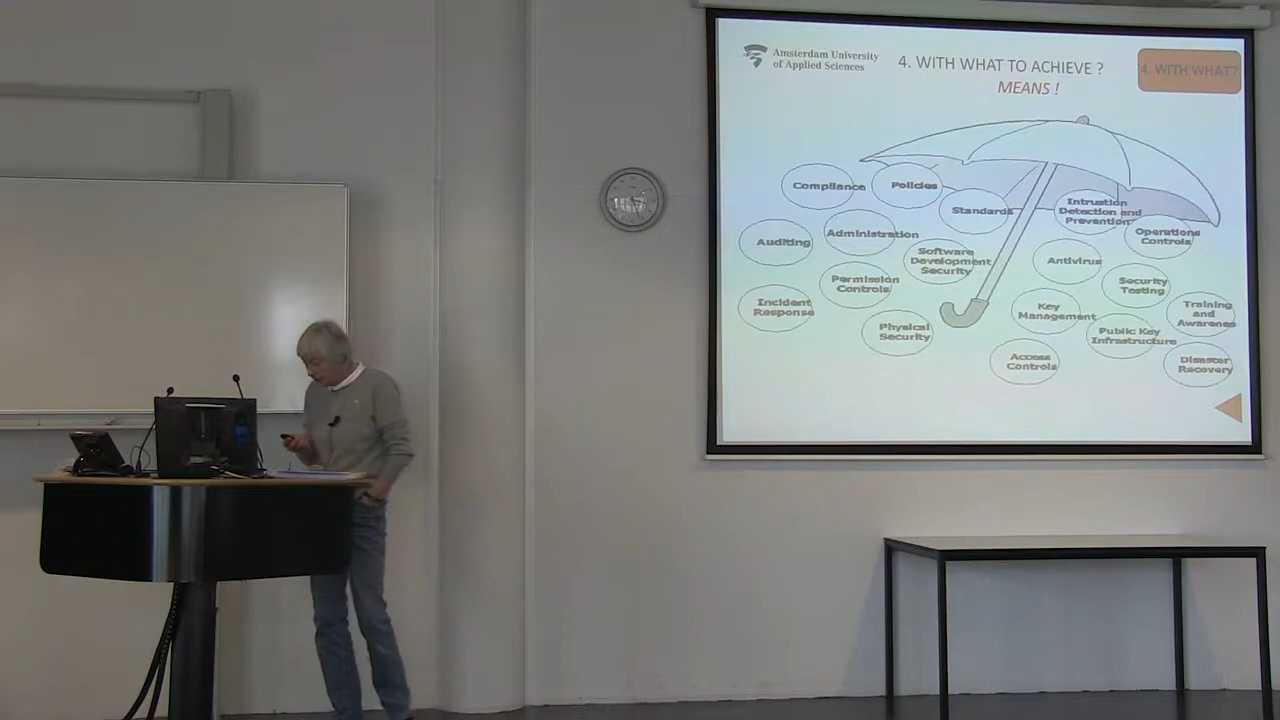 Amsterdam University
of Applied Sciences
4. WITH WHAT TO ACHIEVE ?
MEANS !
4. WITH WHAT?
Compliance
Policies
Standards
Intrustion
Detection and
Prevention
Operations
Controls
Auditing
Administration
Software
Development
Security
Antivirus
Permission
Controls
Security
Testing
Incident
Response
Key
Management
Training
and
Awareness
Physical
Security
Public Key
Infrastructure
Access
Controls
Disaster
Recovery